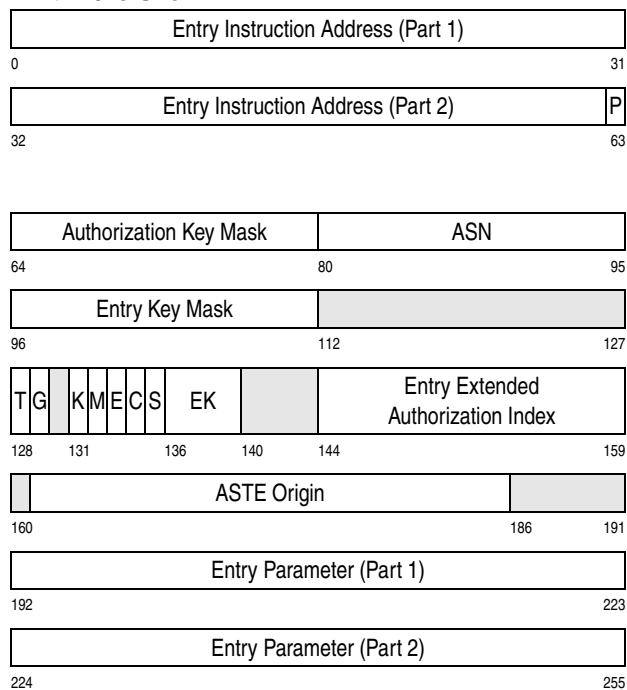 Entry Instruction Address (Part 1)
0 31
Entry Instruction Address (Part 2) P
32 63
Authorization Key Mask ASN
64 80 95
Entry Key Mask
96 112 127
T G K M E C S EK Entry Extended
Authorization Index
128 131 136 140 144 159
ASTE Origin
160 186 191
Entry Parameter (Part 1)
192 223
Entry Parameter (Part 2)
224 255